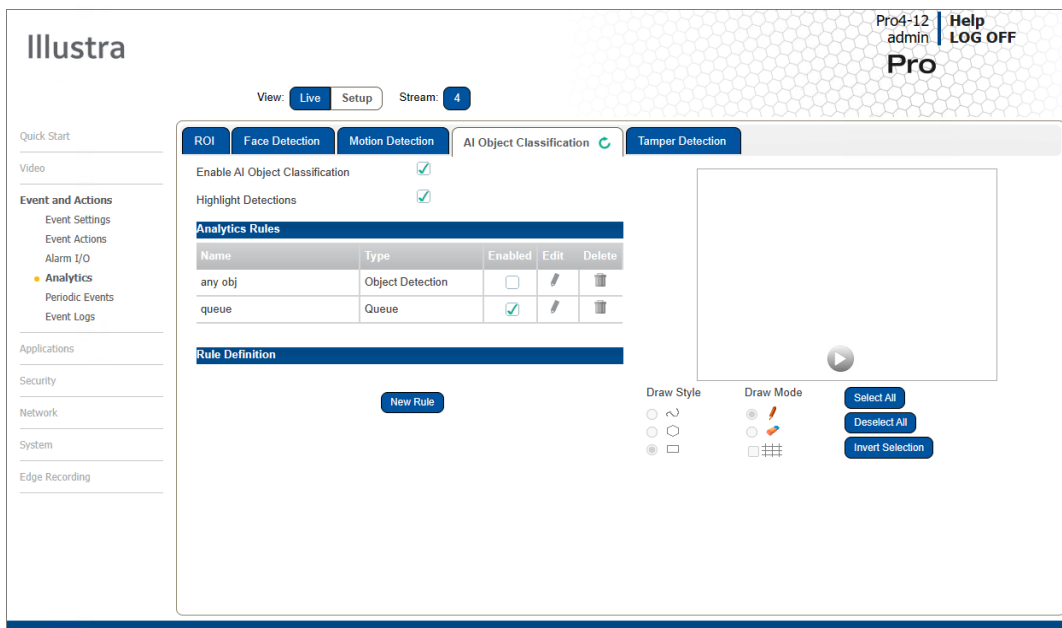 Illustra
Pro4-12 Help
admin LOG OFF
Pro
View: Live Setup Stream: 4
Quick Start
Video
Event and Actions
Event Settings
Event Actions
Alarm I/O
Analytics
Periodic Events
Event Logs
Applications
Security
Network
System
Edge Recording
ROI Face Detection Motion Detection AI Object Classification Tamper Detection
Enable AI Object Classification
Highlight Detections
Analytics Rules
Name Type Enabled Edit Delete
any obj Object Detection
queue Queue
Rule Definition
New Rule
Draw Style Draw Mode
Select All
Deselect All
Invert Selection